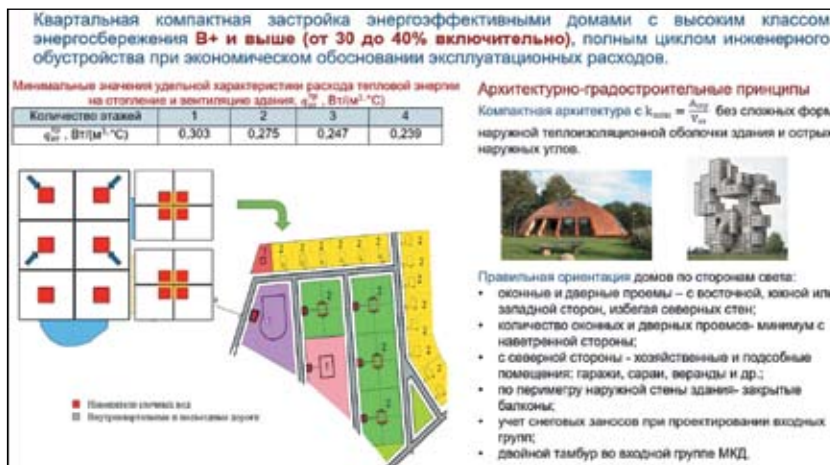 Квартальная компактная застройка энергоэффективными домами с высоким классом
энергосбережения В+ и выше (от 30 до 40% включительно), полным циклом инженерного
обустройства при экономическом обосновании эксплуатационных расходов.
Минимальные значения удельной характеристики расхода тепловой энергии
на отопление и вентиляцию здания, Вт/(м³·°С)
Количество этажей 1 2 3 4
Вт/(м³·°С) 0,303 0,275 0,247 0,239
Архитектурно-градостроительные принципы
Компактная архитектура с без сложных форм
наружной теплоизоляционной оболочки здания и острых
наружных углов.
Правильная ориентация домов по сторонам света:
• оконные и дверные проемы – с восточной, южной или
западной сторон, избегая северных стен;
• количество оконных и дверных проемов- минимум с
наветренной стороны;
• с северной стороны - хозяйственные и подсобные
помещения: гаражи, сараи, веранды и др.;
• по периметру наружной стены здания- закрытые
балконы;
• учет снеговых заносов при проектировании входных
групп;
• двойной тамбур во входной группе МКД.
дороги